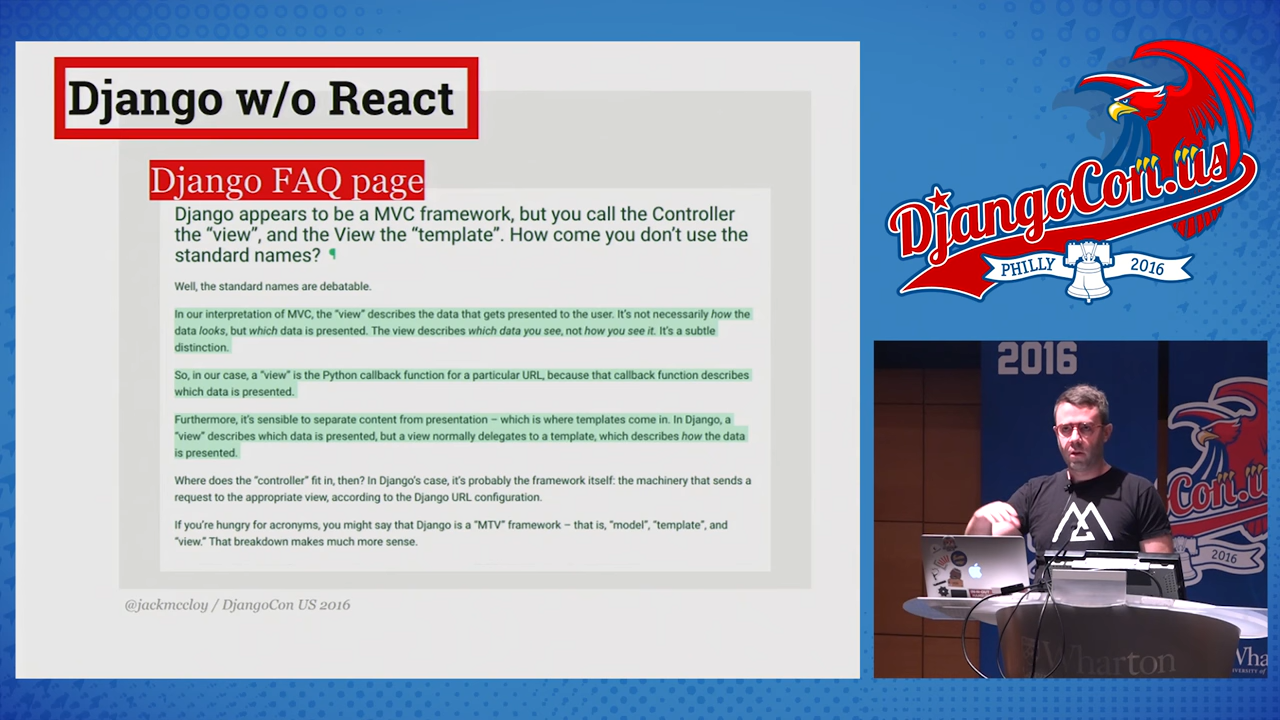 Django w/o React
Django FAQ page
Django appears to be a MVC framework, but you call the Controller
the “view”, and the View the “template”. How come you don’t use the
standard names? ¶
Well, the standard names are debatable.
In our interpretation of MVC, the “view” describes the data that gets presented to the user. It’s not necessarily how the
data looks, but which data is presented. The view describes which data you see, not how you see it. It’s a subtle
distinction.
So, in our case, a “view” is the Python callback function for a particular URL, because that callback function describes
which data is presented.
Furthermore, it’s sensible to separate content from presentation – which is where templates come in. In Django, a
“view” describes which data is presented, but a view normally delegates to a template, which describes how the data
is presented.
Where does the “controller” fit in, then? In Django’s case, it’s probably the framework itself: the machinery that sends a
request to the appropriate view, according to the Django URL configuration.
If you’re hungry for acronyms, you might say that Django is a “MTV” framework – that is, “model”, “template”, and
“view.” That breakdown makes much more sense.
@jackmccloy / DjangoCon US 2016
DjangoCon.us
PHILLY 2016
2016
Con.u
2016
Wharton
Wha